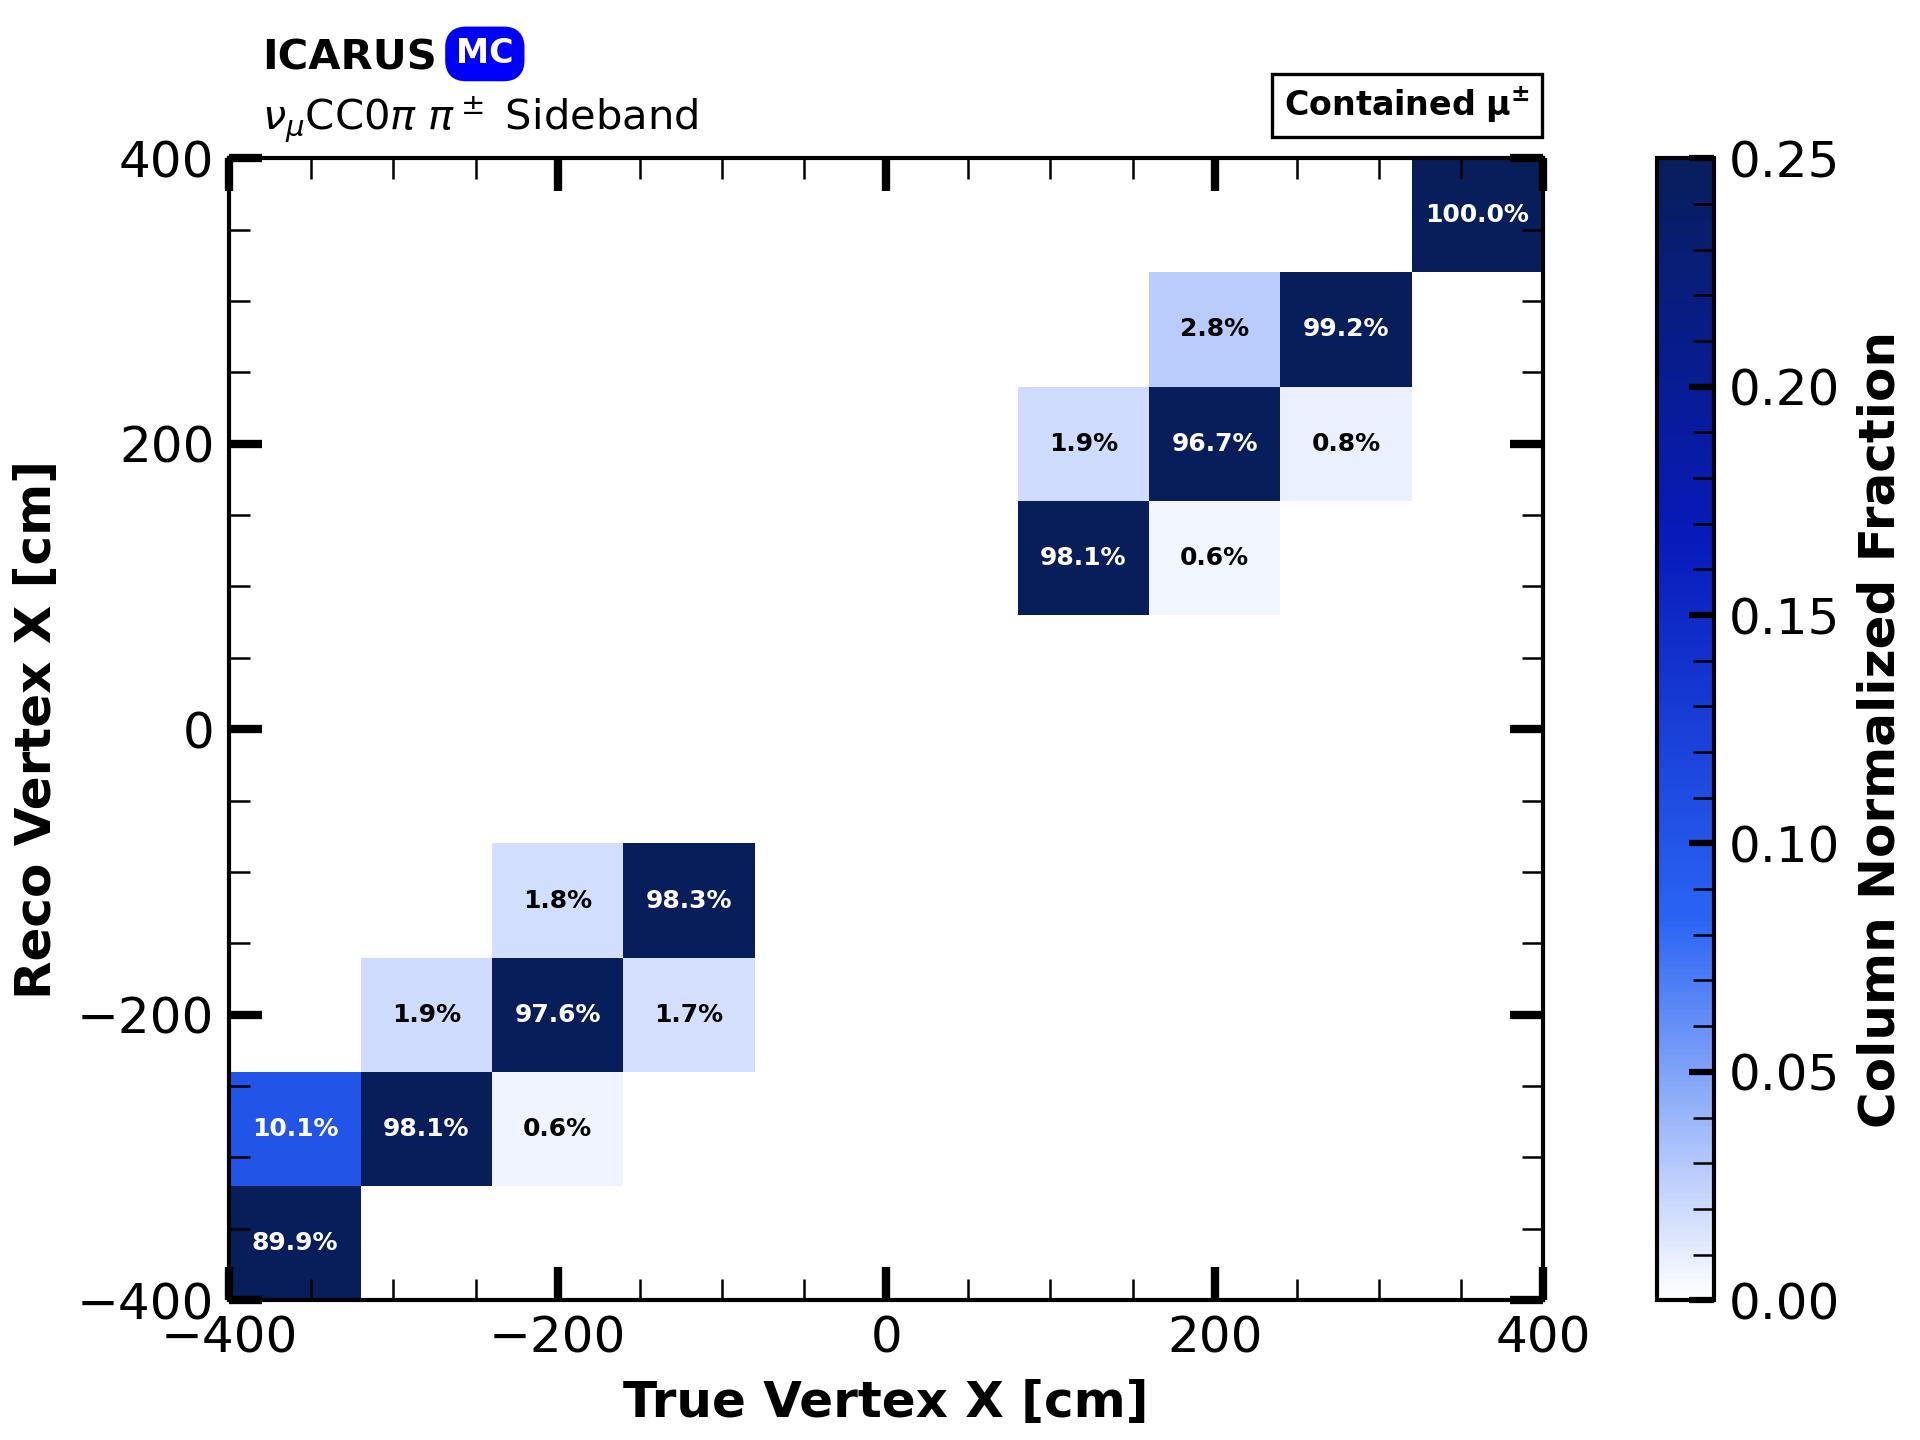 ICARUS MC
νμCC0π π± Sideband
Contained μ±
400
200
0
−200
−400
Reco Vertex X [cm]
100.0%
2.8% 99.2%
1.9% 96.7% 0.8%
98.1% 0.6%
1.8% 98.3%
1.9% 97.6% 1.7%
10.1% 98.1% 0.6%
89.9%
−400 −200 0 200 400
True Vertex X [cm]
0.25
0.20
0.15
0.10
0.05
0.00
Column Normalized Fraction